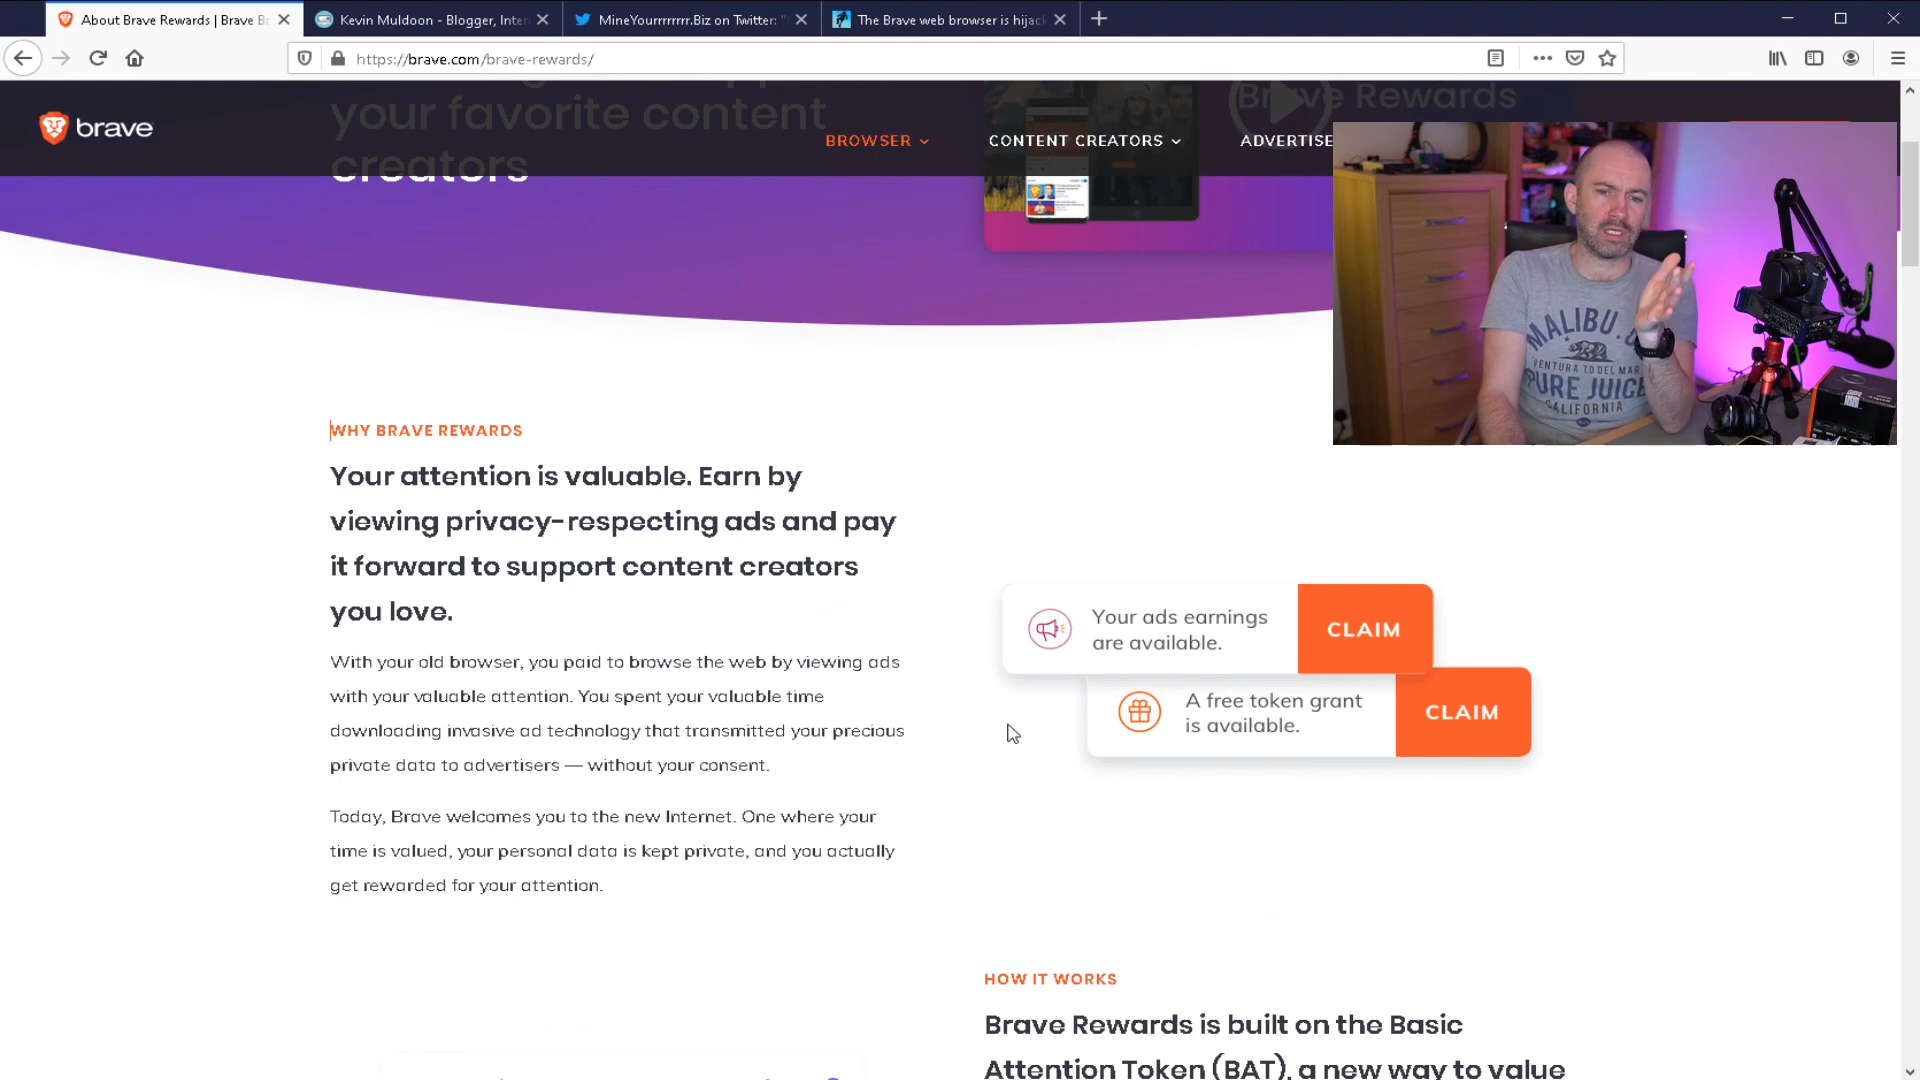 About Brave Rewards | Brave Br
Kevin Muldoon - Blogger, Inter
MineYourrrrrrr.Biz on Twitter: "
The Brave web browser is hijack
https://brave.com/brave-rewards/
your favorite content
creators
Brave Rewards
brave
BROWSER
CONTENT CREATORS
ADVERTISE
MALIBU
VENTURA TO DEL MAR
PURE JUICE
CALIFORNIA
WHY BRAVE REWARDS
Your attention is valuable. Earn by
viewing privacy-respecting ads and pay
it forward to support content creators
you love.
With your old browser, you paid to browse the web by viewing ads
with your valuable attention. You spent your valuable time
downloading invasive ad technology that transmitted your precious
private data to advertisers — without your consent.
Today, Brave welcomes you to the new Internet. One where your
time is valued, your personal data is kept private, and you actually
get rewarded for your attention.
Your ads earnings
are available.
CLAIM
A free token grant
is available.
CLAIM
HOW IT WORKS
Brave Rewards is built on the Basic
Attention Token (BAT), a new way to value